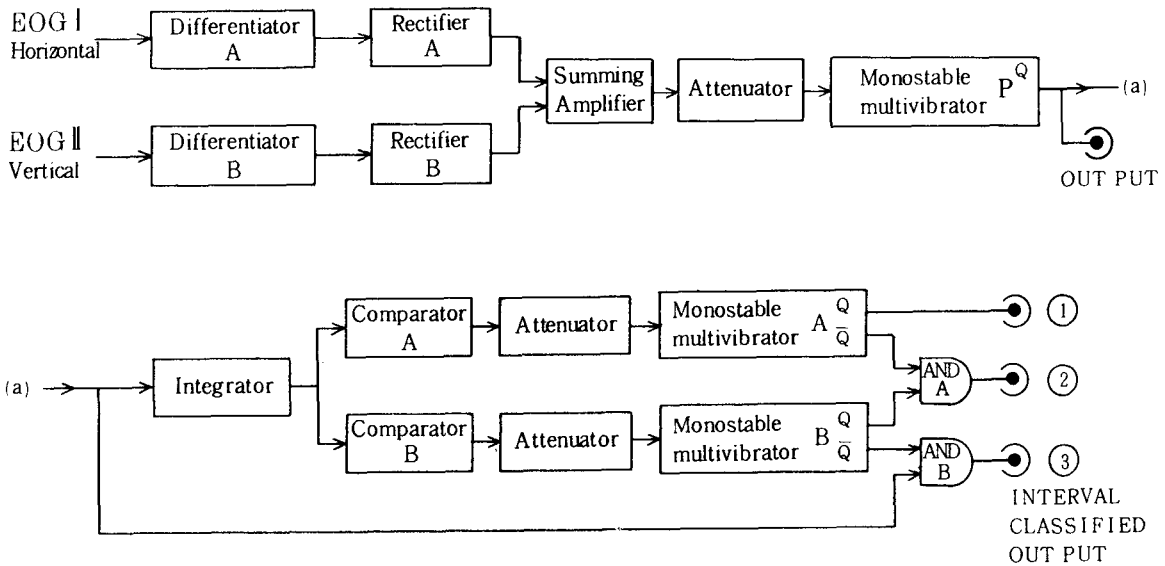 EOG I
Horizontal
Differentiator
A
Rectifier
A
Summing
Amplifier
Attenuator
Monostable
multivibrator
P Q
(a)
EOG II
Vertical
Differentiator
B
Rectifier
B
OUT PUT
(a)
Integrator
Comparator
A
Attenuator
Monostable
multivibrator
A Q
Q̅
①
AND
A
②
Comparator
B
Attenuator
Monostable
multivibrator
B Q
Q̅
AND
B
③
INTERVAL
CLASSIFIED
OUT PUT